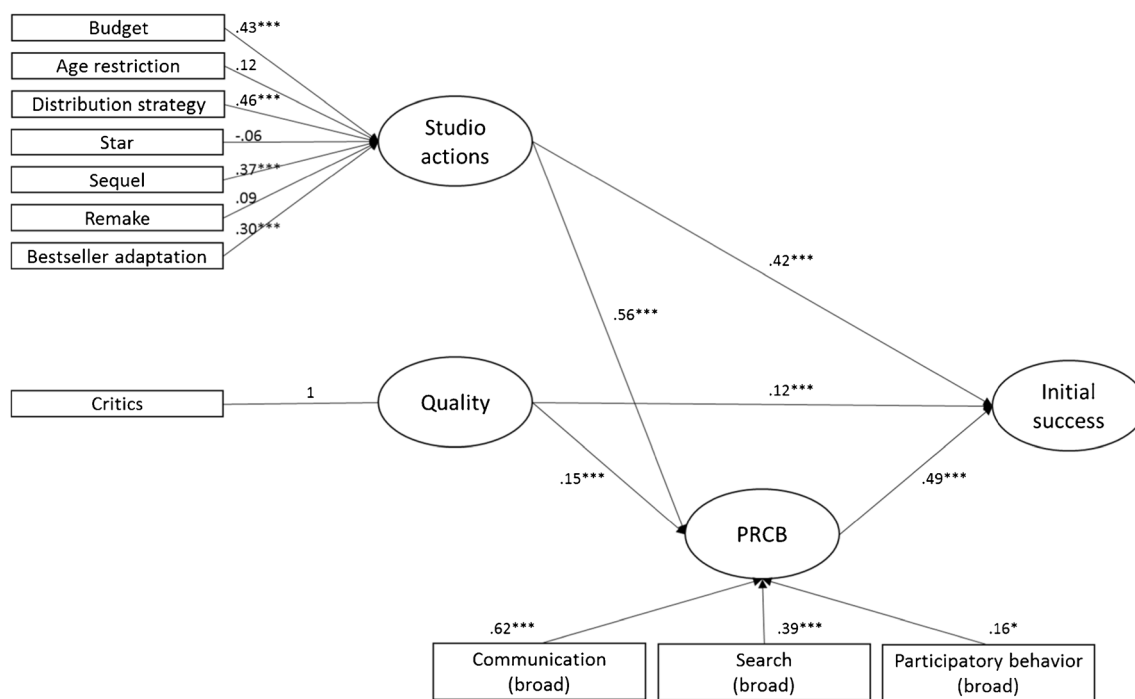 Budget
.43***
Age restriction
.12
Distribution strategy
.46***
Star
-.06
Sequel
.37***
Remake
.09
Bestseller adaptation
.30***
Studio
actions
.42***
.56***
Critics
1
Quality
.12***
Initial
success
.15***
.49***
PRCB
.62***
.39***
.16*
Communication
(broad)
Search
(broad)
Participatory behavior
(broad)